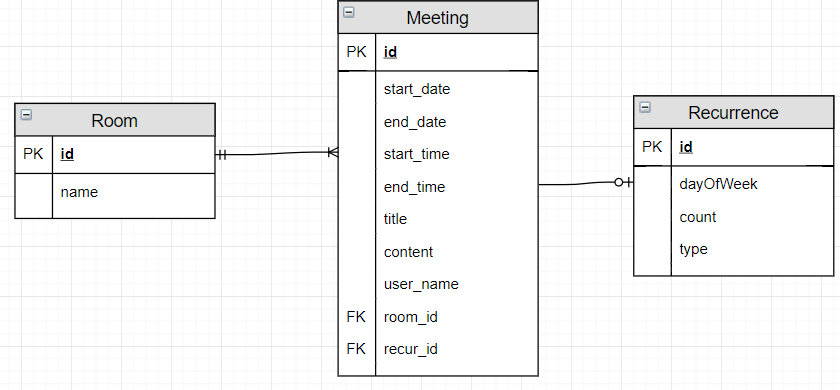 Room
PK id
name
Meeting
PK id
start_date
end_date
start_time
end_time
title
content
user_name
FK room_id
FK recur_id
Recurrence
PK id
dayOfWeek
count
type